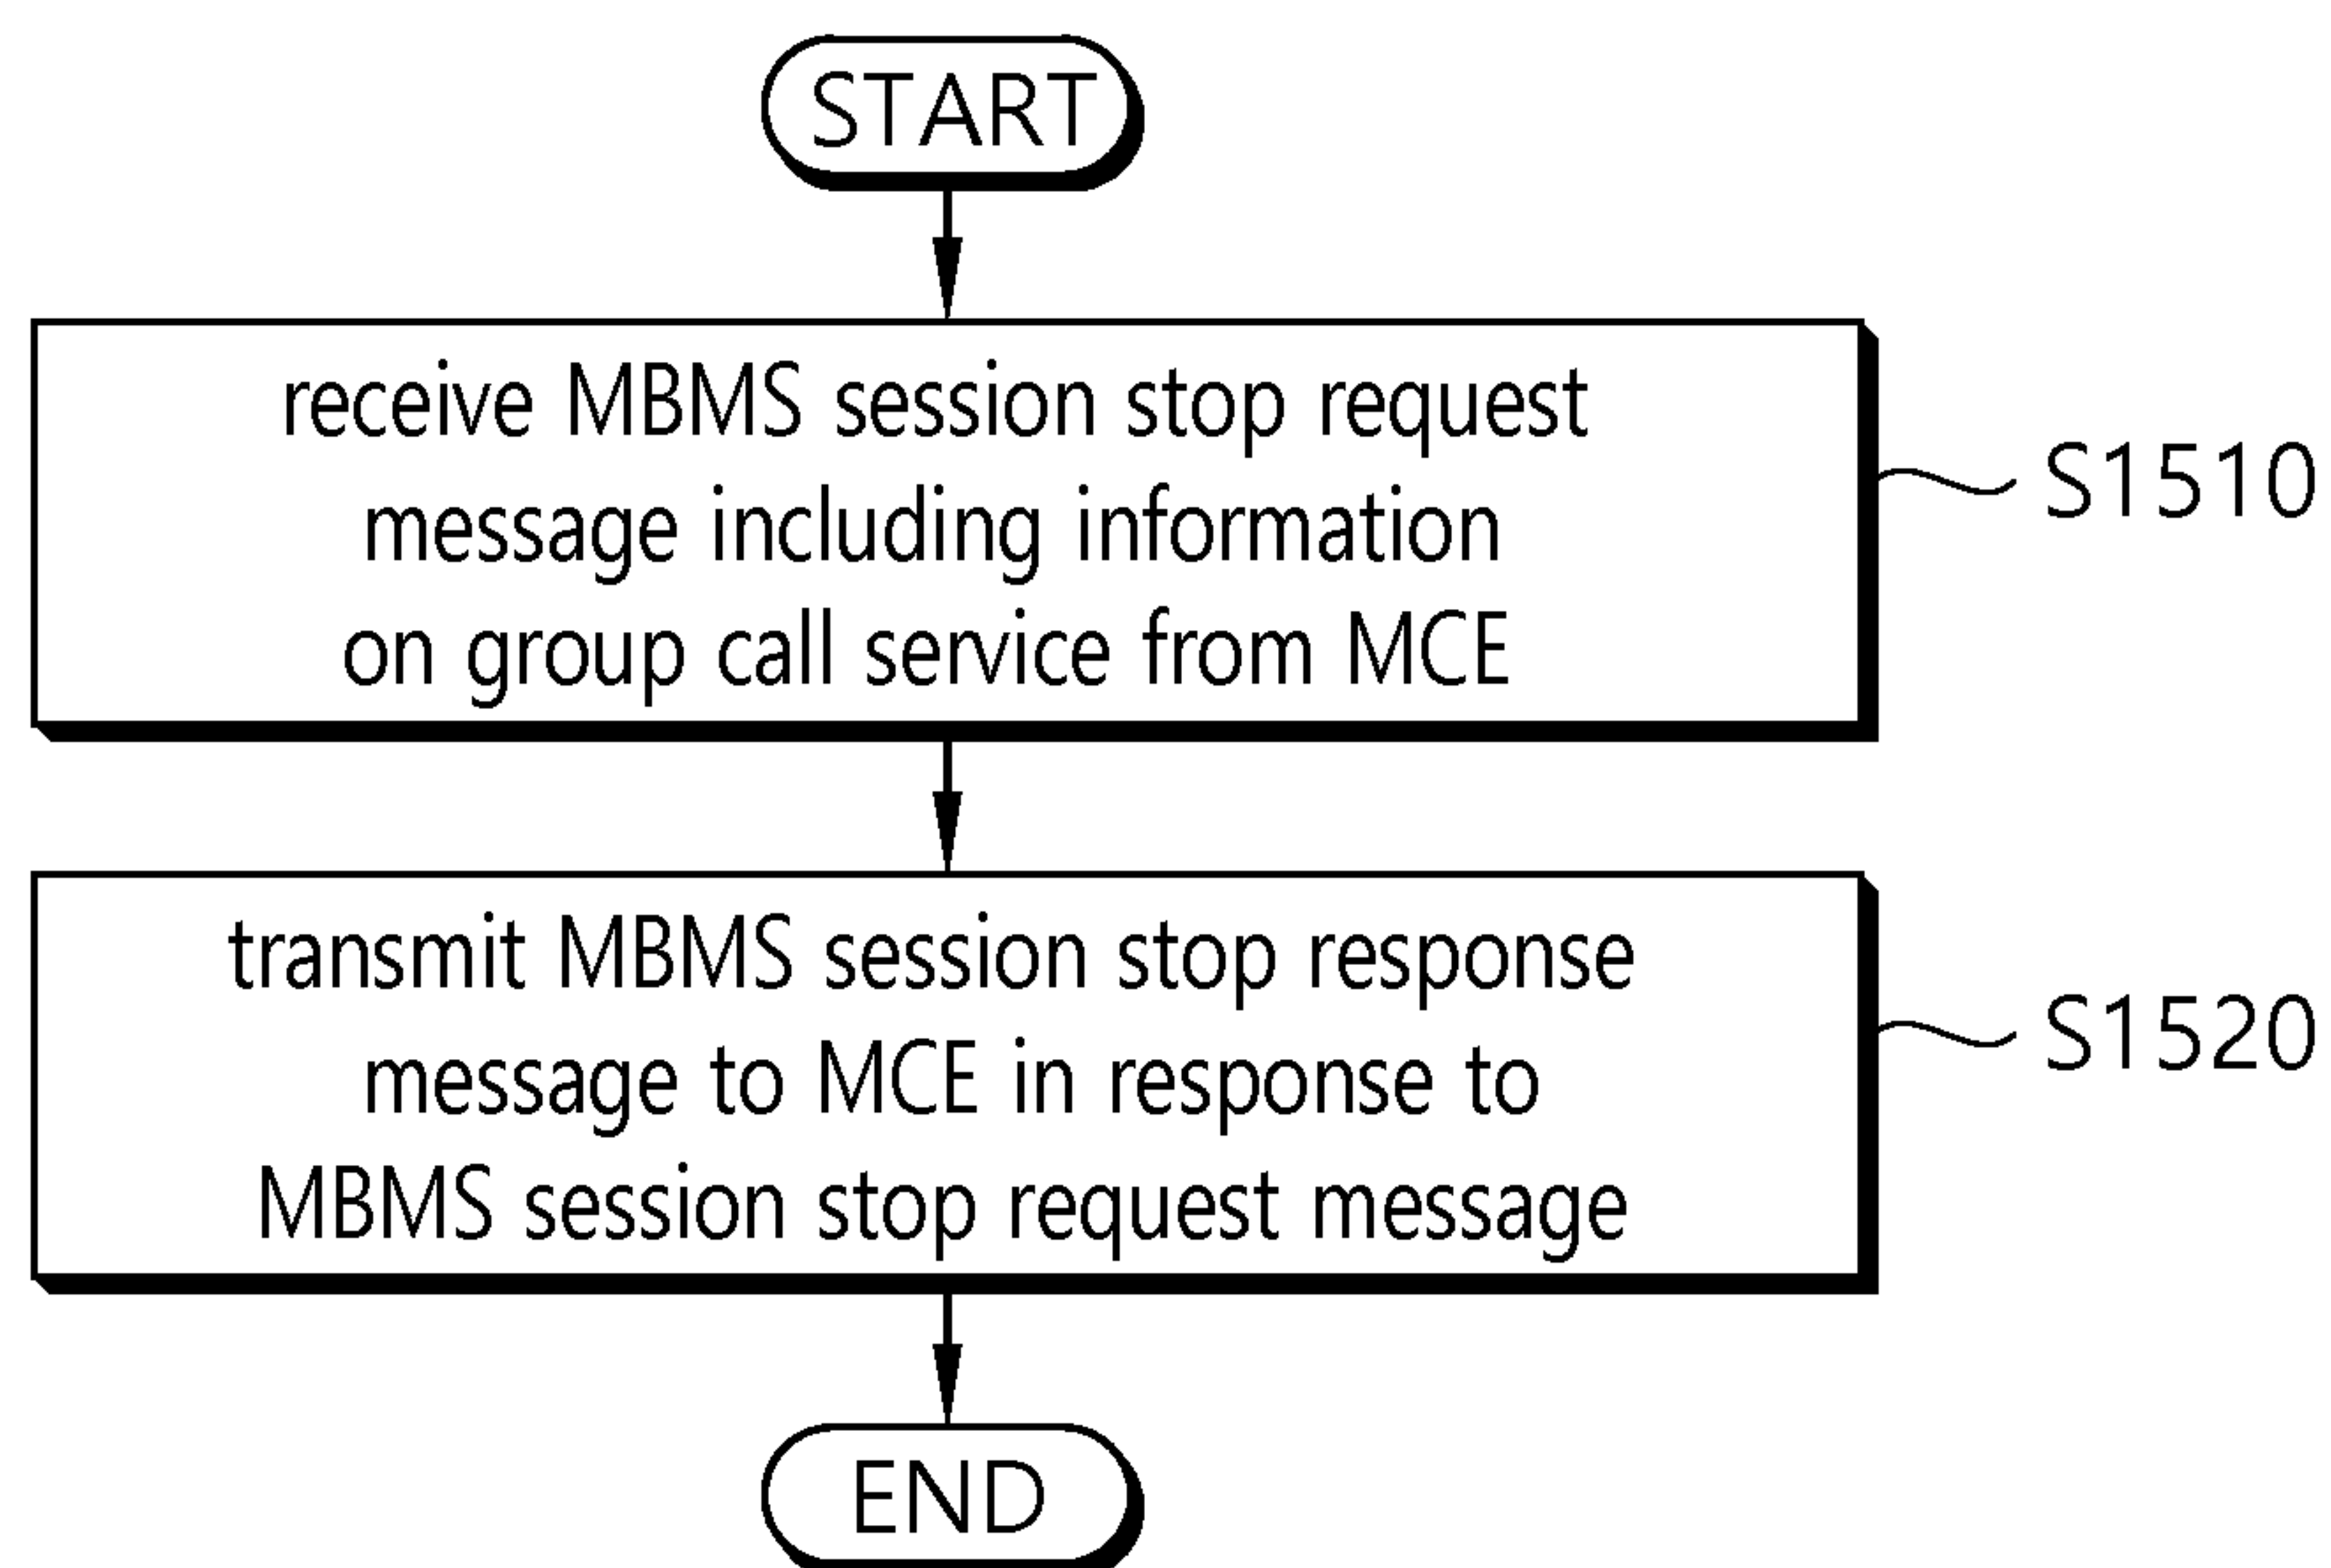 START
receive MBMS session stop request
message including information
on group call service from MCE
S1510
transmit MBMS session stop response
message to MCE in response to
MBMS session stop request message
S1520
END